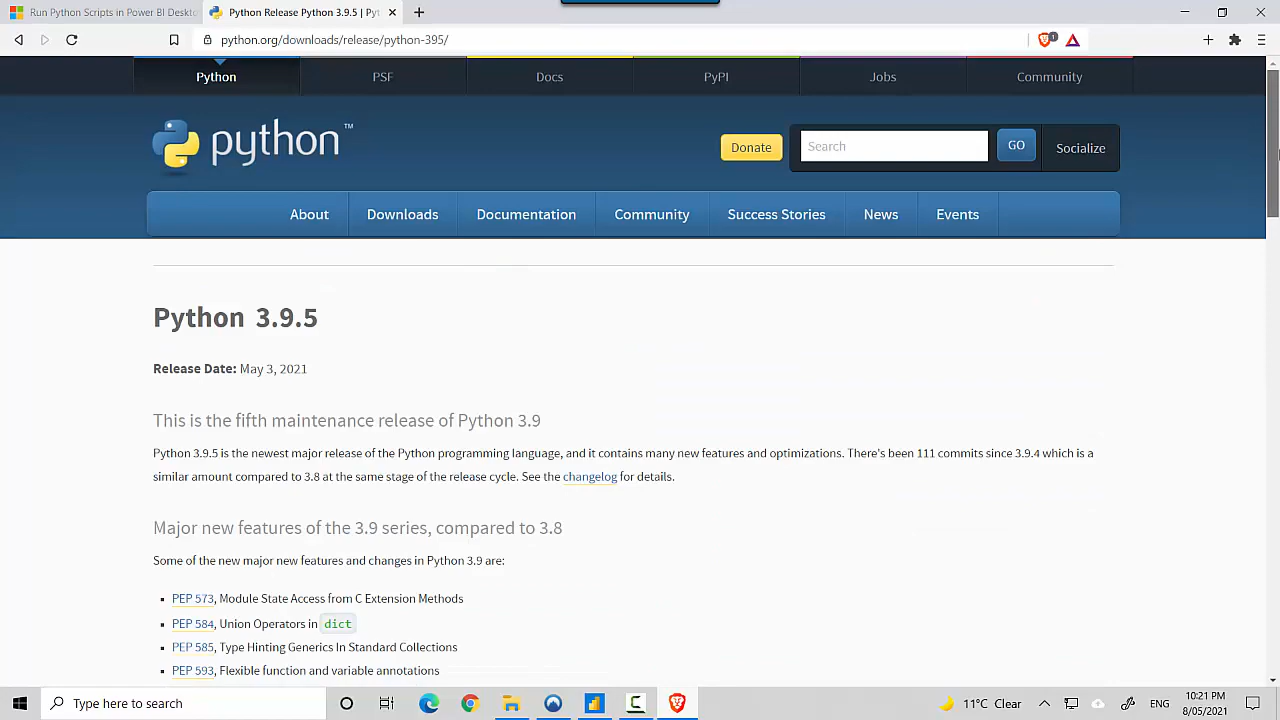 Run Python Scripts in Power BI Deskto
Python Release Python 3.9.5 | Pyt
python.org/downloads/release/python-395/
1
Python
PSF
Docs
PyPI
Jobs
Community
python™
Donate
Search
GO
Socialize
About
Downloads
Documentation
Community
Success Stories
News
Events
Python 3.9.5
Release Date: May 3, 2021
This is the fifth maintenance release of Python 3.9
Python 3.9.5 is the newest major release of the Python programming language, and it contains many new features and optimizations. There's been 111 commits since 3.9.4 which is a
similar amount compared to 3.8 at the same stage of the release cycle. See the changelog for details.
Major new features of the 3.9 series, compared to 3.8
Some of the new major new features and changes in Python 3.9 are:
PEP 573, Module State Access from C Extension Methods
PEP 584, Union Operators in dict
PEP 585, Type Hinting Generics In Standard Collections
PEP 593, Flexible function and variable annotations
Type here to search
11°C Clear
ENG
10:21 PM
8/05/2021